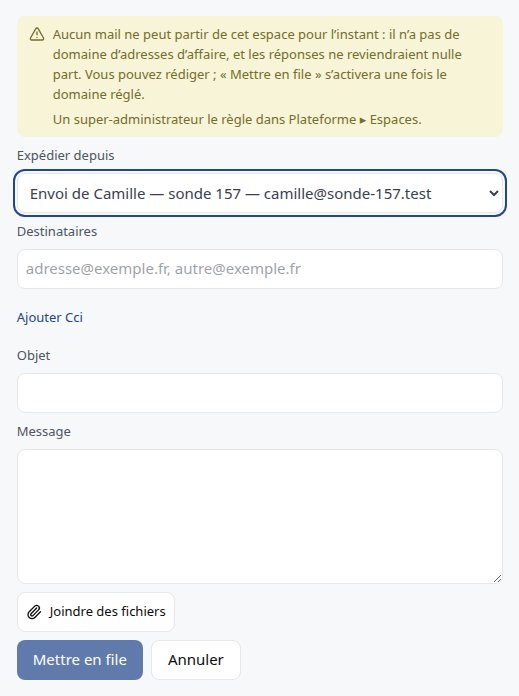 Aucun mail ne peut partir de cet espace pour l’instant : il n’a pas de
domaine d’adresses d’affaire, et les réponses ne reviendraient nulle
part. Vous pouvez rédiger ; « Mettre en file » s’activera une fois le
domaine réglé.
Un super-administrateur le règle dans Plateforme ▸ Espaces.
Expédier depuis
Envoi de Camille — sonde 157 — camille@sonde-157.test
Destinataires
adresse@exemple.fr, autre@exemple.fr
Ajouter Cci
Objet
Message
Joindre des fichiers
Mettre en file
Annuler